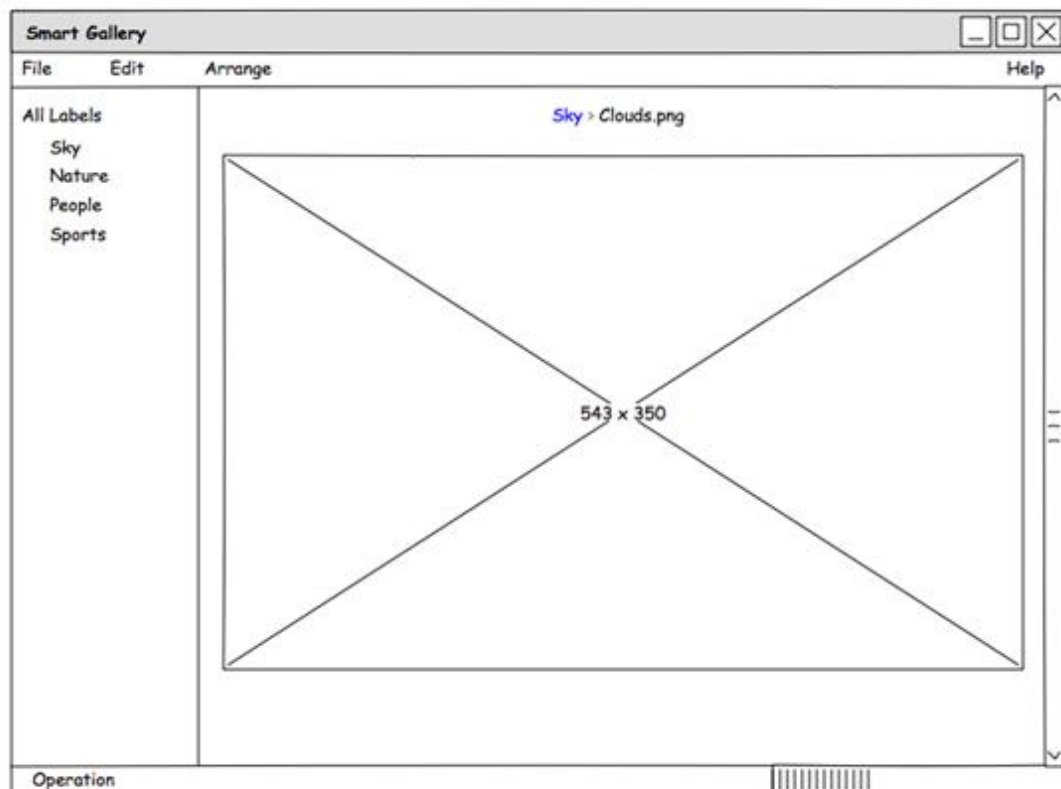 Smart Gallery
File Edit Arrange Help
All Labels
Sky
Nature
People
Sports
Sky > Clouds.png
543 x 350
Operation